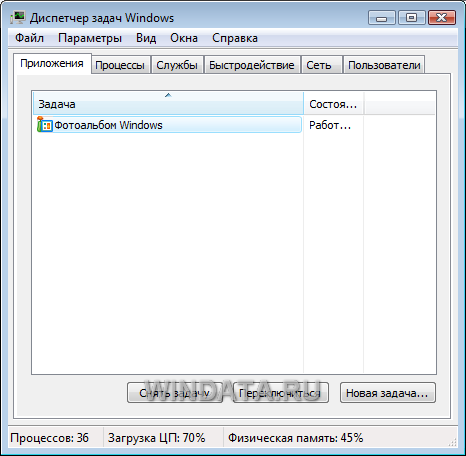 Диспетчер задач Windows
Файл Параметры Вид Окна Справка
Приложения Процессы Службы Быстродействие Сеть Пользователи
Задача Состоя...
Фотоальбом Windows Работ...
Снять задачу Переключиться Новая задача...
WINDATA.RU
Процессов: 36 Загрузка ЦП: 70% Физическая память: 45%